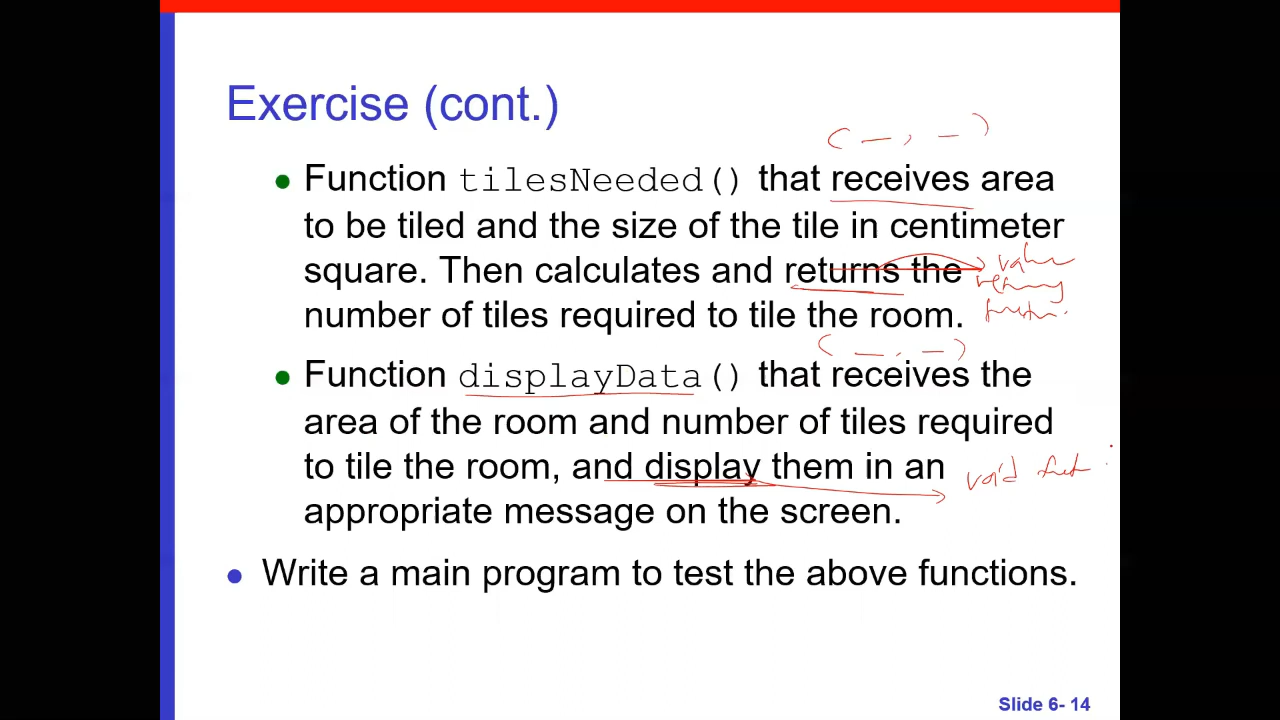 Exercise (cont.)
( _ , _ )
• Function tilesNeeded() that receives area
to be tiled and the size of the tile in centimeter
square. Then calculates and returns the
value
returning
number of tiles required to tile the room.
function.
( _ , _ )
• Function displayData() that receives the
area of the room and number of tiles required
to tile the room, and display them in an
void
appropriate message on the screen.
• Write a main program to test the above functions.
Slide 6- 14